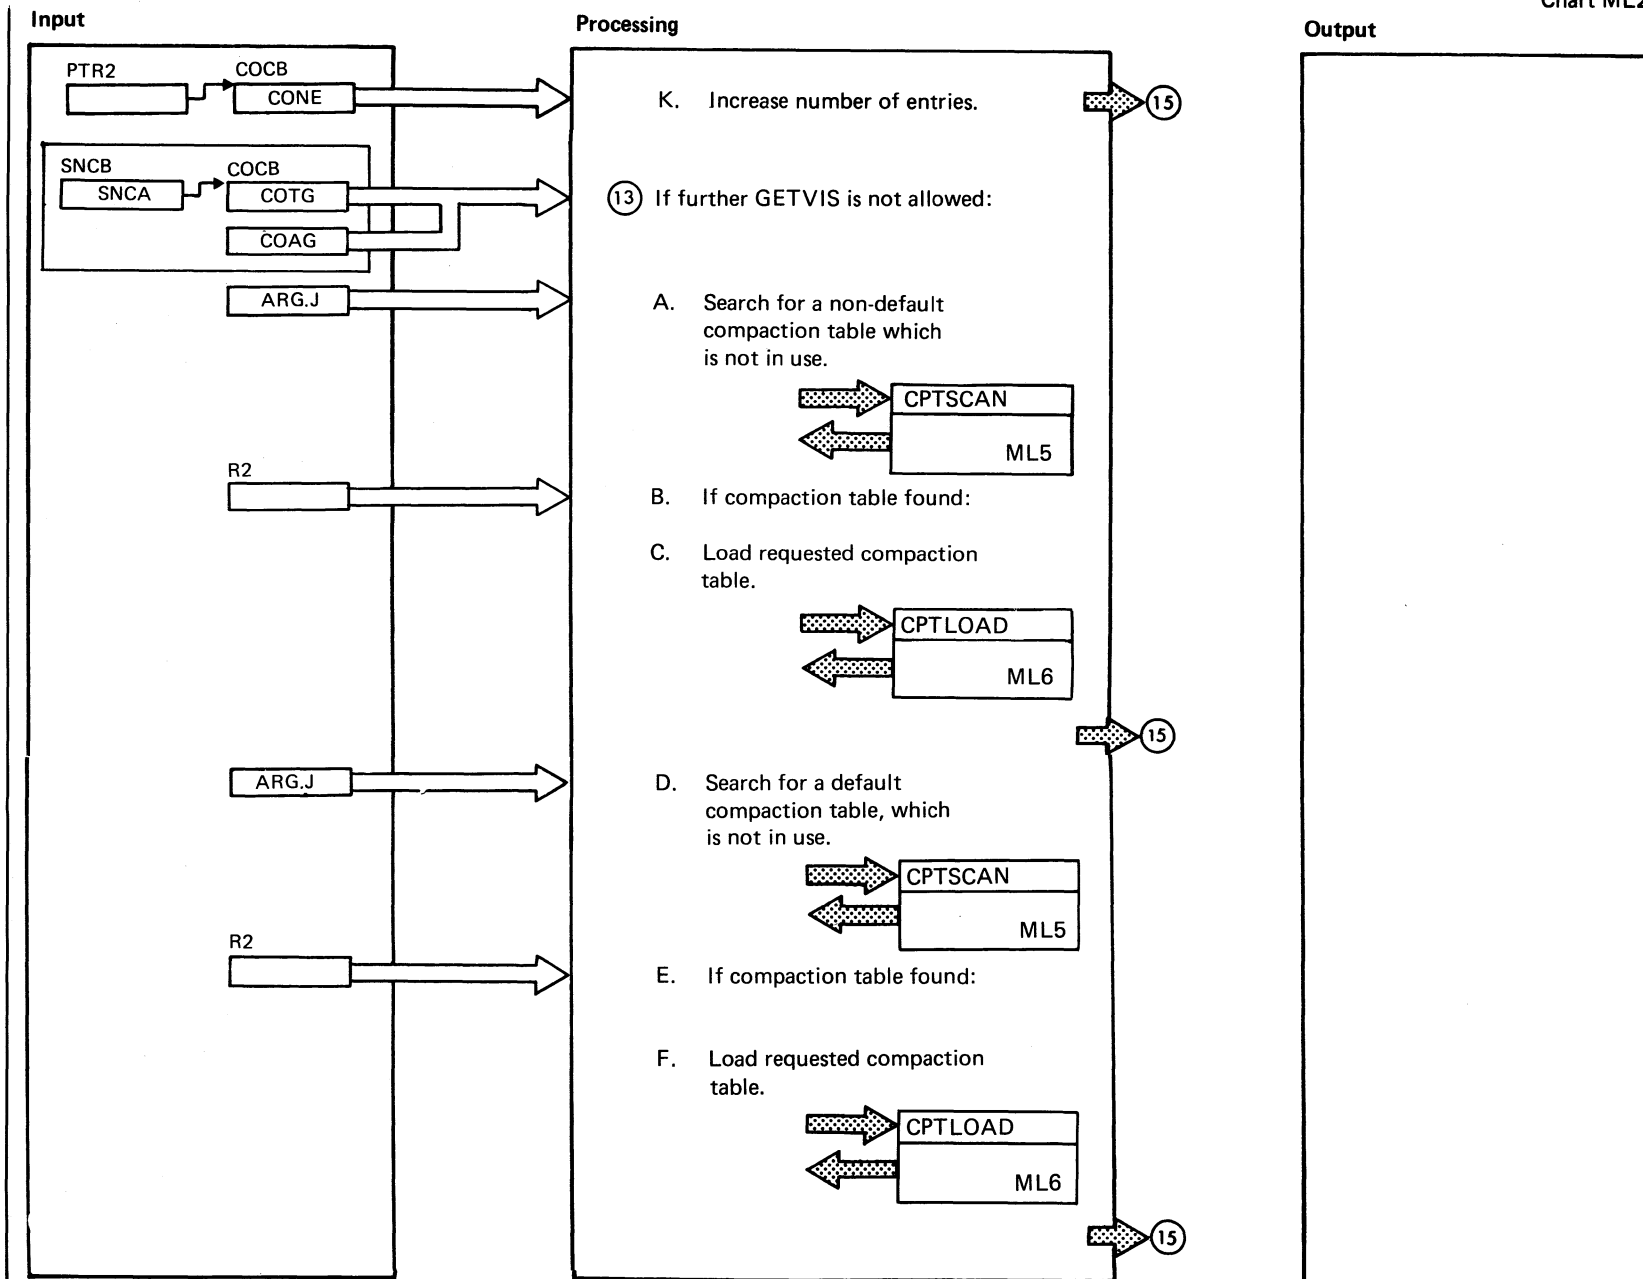 Chart ML2
Input
Processing
Output
PTR2
COCB
CONE
K. Increase number of entries.
15
SNCB
COCB
SNCA
COTG
13 If further GETVIS is not allowed:
COAG
ARG.J
A. Search for a non-default
compaction table which
is not in use.
CPTSCAN
ML5
R2
B. If compaction table found:
C. Load requested compaction
table.
CPTLOAD
ML6
15
ARG.J
D. Search for a default
compaction table, which
is not in use.
CPTSCAN
ML5
R2
E. If compaction table found:
F. Load requested compaction
table.
CPTLOAD
ML6
15